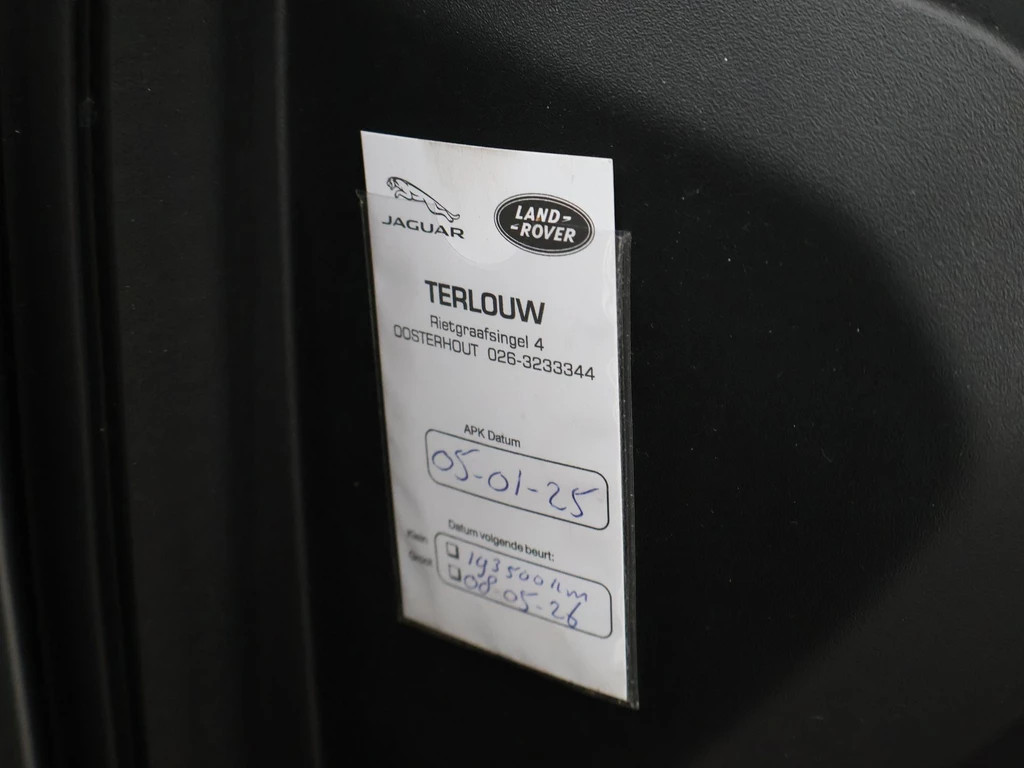 JAGUAR
LAND-
-ROVER
TERLOUW
Rietgraafsingel 4
OOSTERHOUT 026-3233344
APK Datum
05-01-25
Datum volgende beurt:
Klein
193500km
Groot
08-05-26